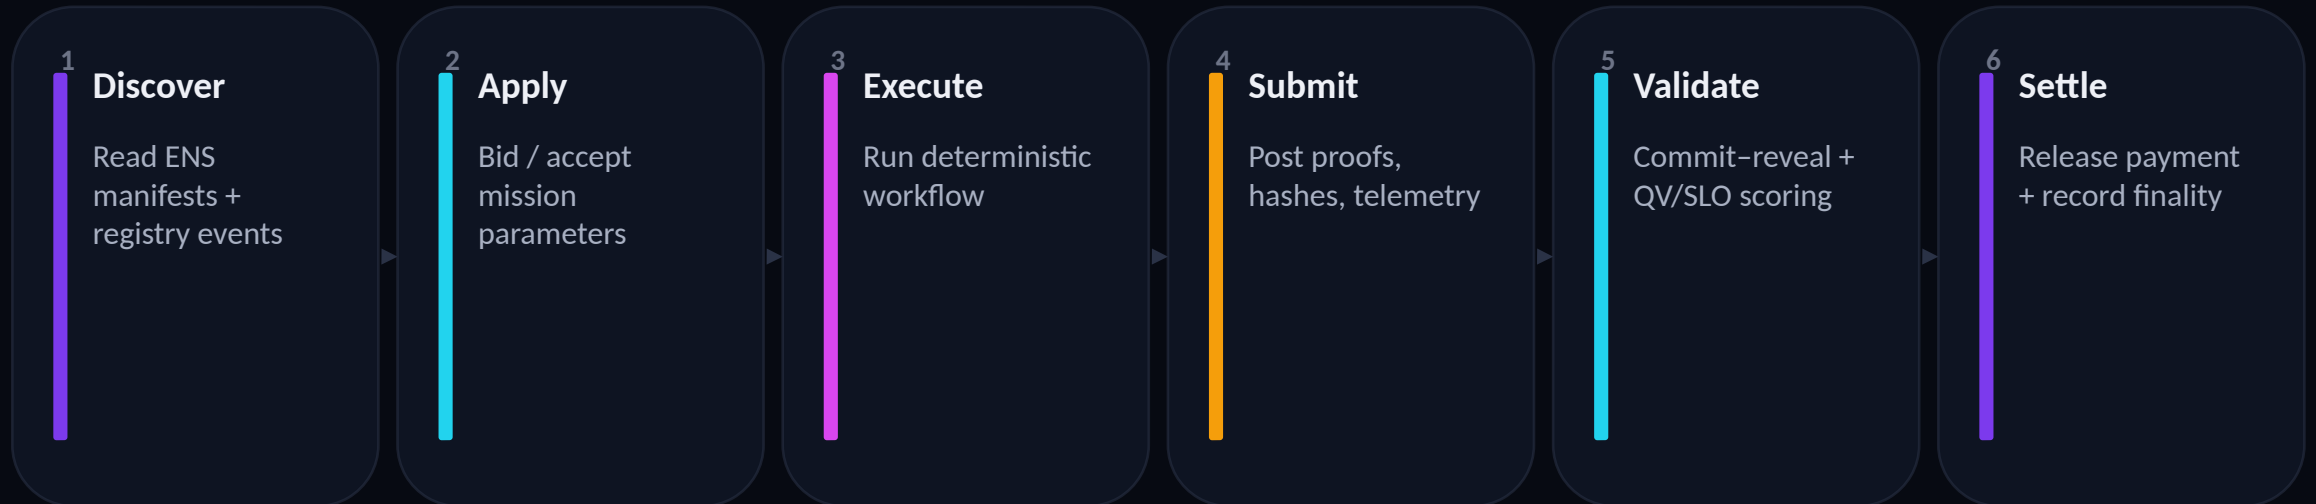 1
Discover
Read ENS
manifests +
registry events
2
Apply
Bid / accept
mission
parameters
3
Execute
Run deterministic
workflow
4
Submit
Post proofs,
hashes, telemetry
5
Validate
Commit–reveal +
QV/SLO scoring
6
Settle
Release payment
+ record finality